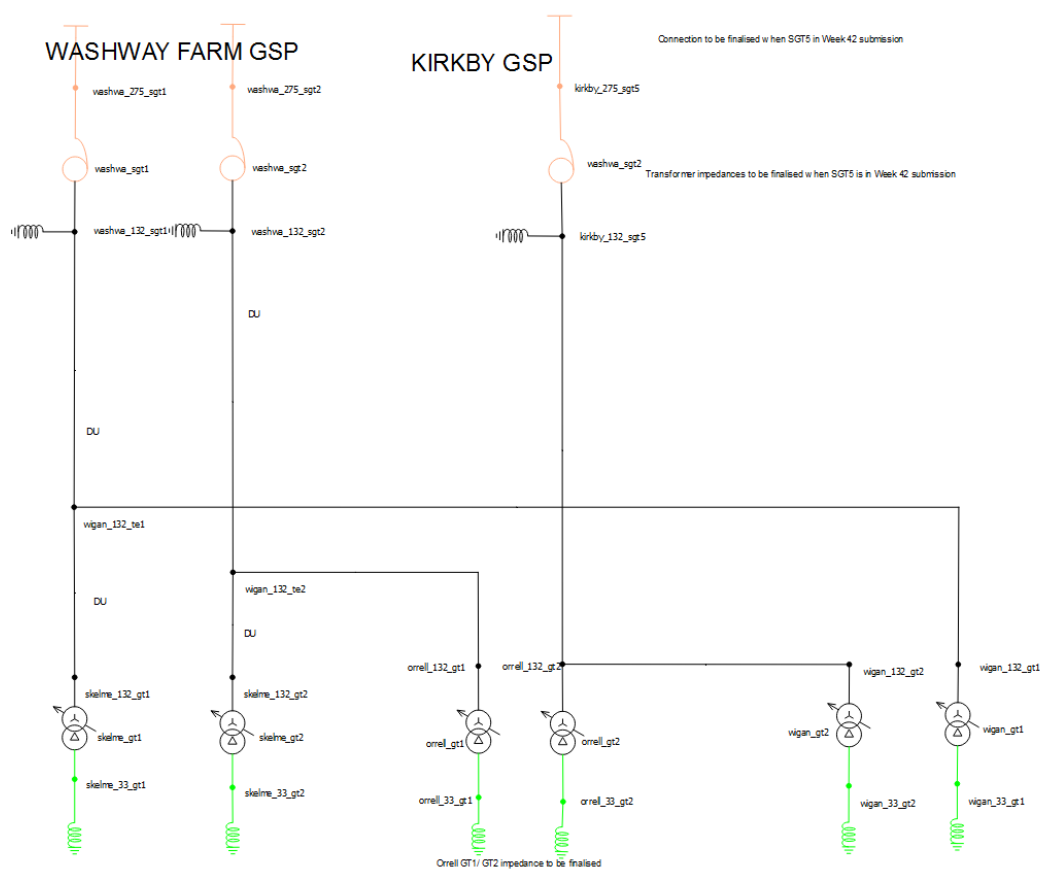 Connection to be finalised when SGT5 in Week 42 submission
WASHWAY FARM GSP
KIRKBY GSP
washwa_275_sgt1
washwa_275_sgt2
kirkby_275_sgt5
washwa_sgt1
washwa_sgt2
washwa_sgt2
Transformer impedances to be finalised when SGT5 is in Week 42 submission
washwa_132_sgt1
washwa_132_sgt2
kirkby_132_sgt5
DU
DU
wigan_132_te1
wigan_132_te2
DU
DU
orrell_132_gt1
orrell_132_gt2
wigan_132_gt2
wigan_132_gt1
skelme_132_gt1
skelme_132_gt2
skelme_gt1
skelme_gt2
orrell_gt1
orrell_gt2
wigan_gt2
wigan_gt1
skelme_33_gt1
skelme_33_gt2
orrell_33_gt1
orrell_33_gt2
wigan_33_gt2
wigan_33_gt1
Orrell GT1/ GT2 impedance to be finalised